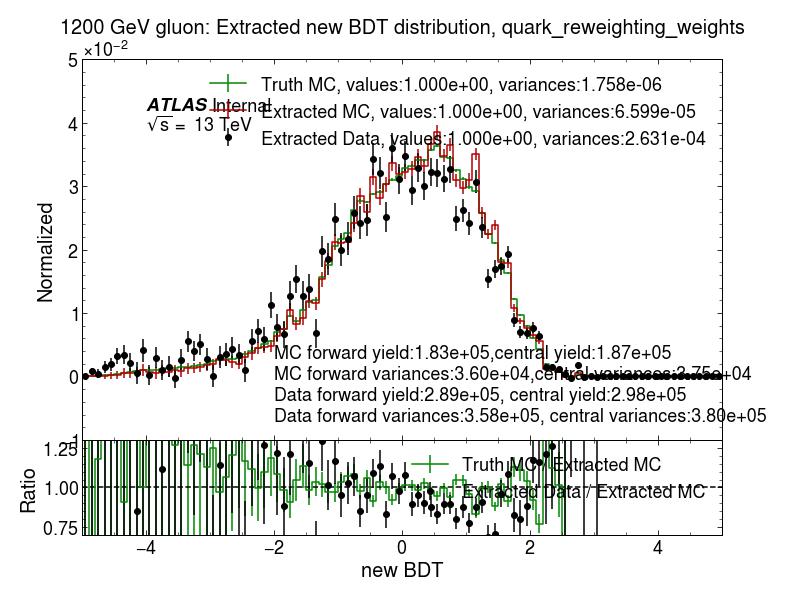 1200 GeV gluon: Extracted new BDT distribution, quark_reweighting_weights
×10−2
5
4
3
2
1
0
Normalized
ATLAS Internal
√s = 13 TeV
Truth MC, values:1.000e+00, variances:1.758e-06
Extracted MC, values:1.000e+00, variances:6.599e-05
Extracted Data, values:1.000e+00, variances:2.631e-04
MC forward yield:1.83e+05,central yield:1.87e+05
MC forward variances:3.60e+04,central variances:3.75e+04
Data forward yield:2.89e+05, central yield:2.98e+05
Data forward variances:3.58e+05, central variances:3.80e+05
1.25
1.00
0.75
Ratio
Truth MC / Extracted MC
Extracted Data / Extracted MC
−4 −2 0 2 4
new BDT